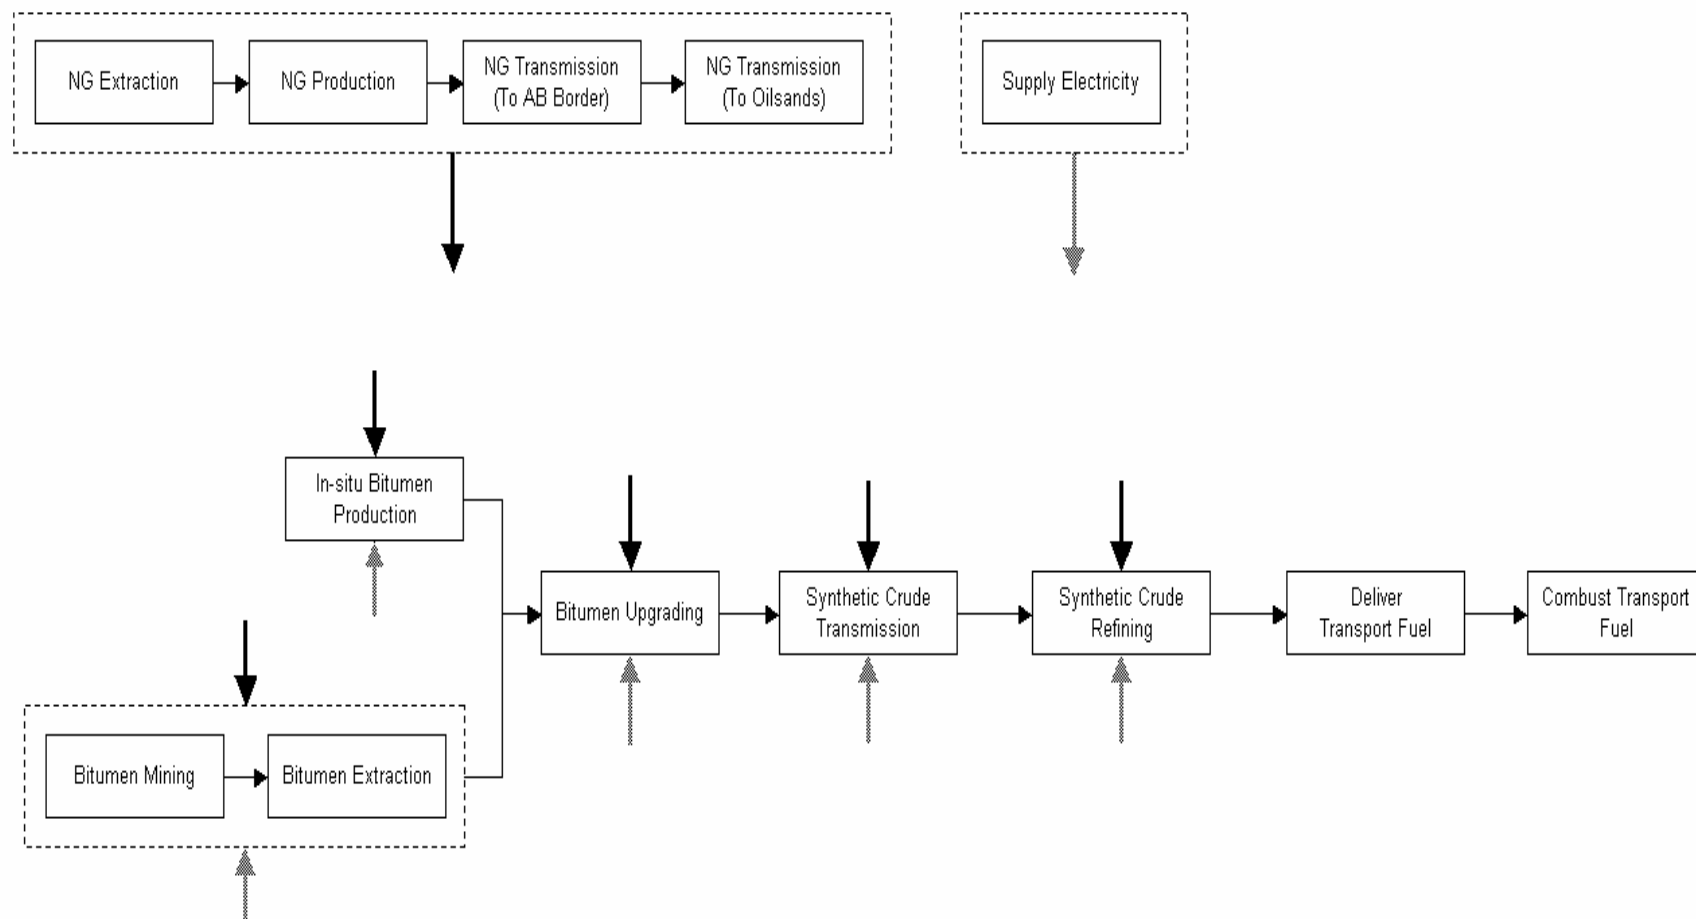 NG Extraction
NG Production
NG Transmission
(To AB Border)
NG Transmission
(To Oilsands)
Supply Electricity
In-situ Bitumen
Production
Bitumen Upgrading
Synthetic Crude
Transmission
Synthetic Crude
Refining
Deliver
Transport Fuel
Combust Transport
Fuel
Bitumen Mining
Bitumen Extraction